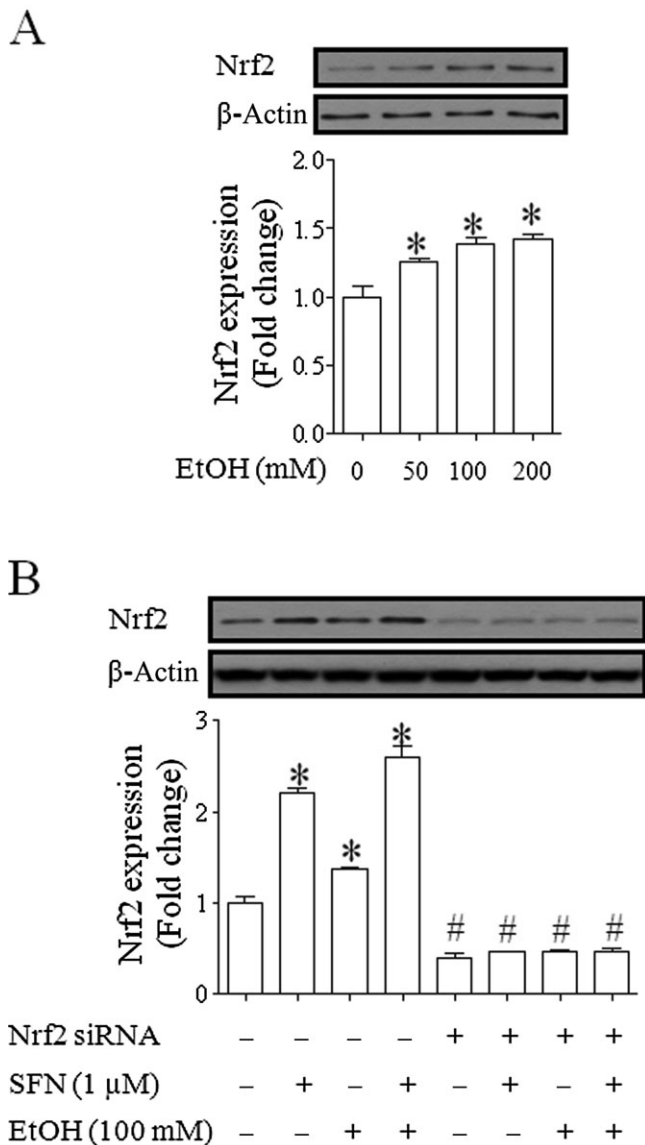 A
Nrf2
β-Actin
2.0
* * *
1.5
1.0
0.5
0.0
Nrf2 expression
(Fold change)
EtOH (mM) 0 50 100 200
B
Nrf2
β-Actin
3
2
1
0
Nrf2 expression
(Fold change)
* * * # # # #
Nrf2 siRNA – – – – + + + +
SFN (1 μM) – + – + – + – +
EtOH (100 mM) – – + + – – + +